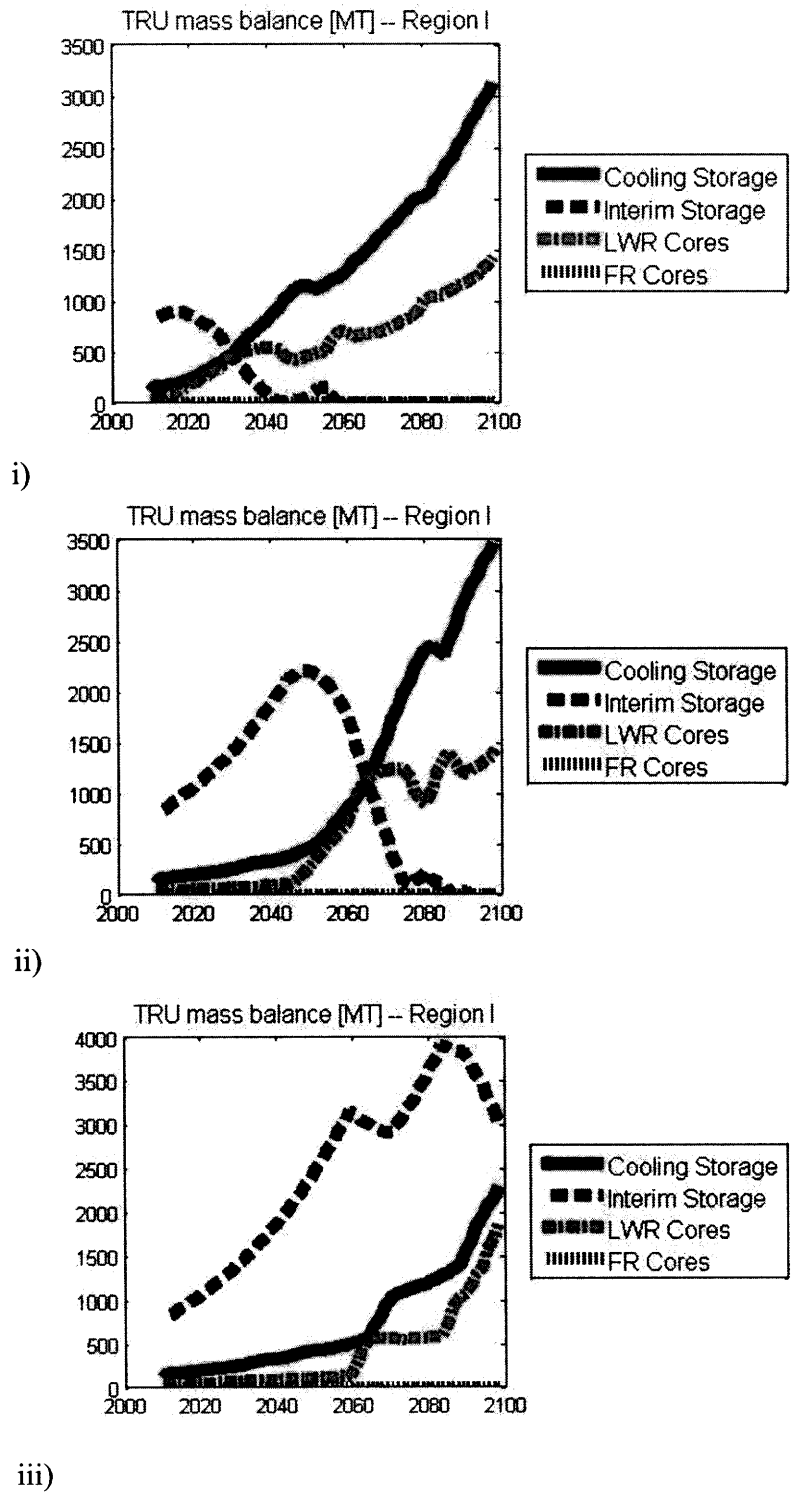 TRU mass balance [MT] -- Region I
3500
3000
2500
2000
1500
1000
500
0
2000 2020 2040 2060 2080 2100
Cooling Storage
Interim Storage
LWR Cores
FR Cores
i)
TRU mass balance [MT] -- Region I
3500
3000
2500
2000
1500
1000
500
0
2000 2020 2040 2060 2080 2100
Cooling Storage
Interim Storage
LWR Cores
FR Cores
ii)
TRU mass balance [MT] -- Region I
4000
3500
3000
2500
2000
1500
1000
500
0
2000 2020 2040 2060 2080 2100
Cooling Storage
Interim Storage
LWR Cores
FR Cores
iii)